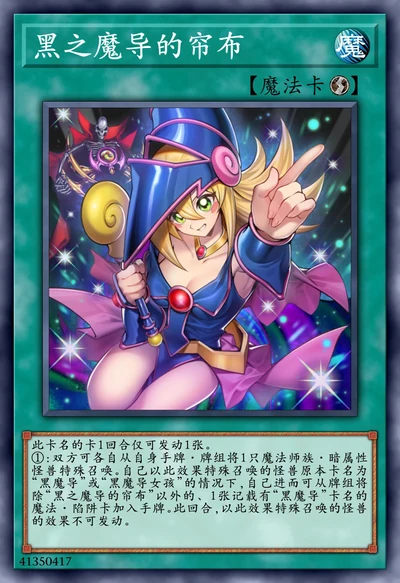 黑之魔导的帘布
魔
【魔法卡】
此卡名的卡1回合仅可发动1张。
①:双方可各自从自身手牌·牌组将1只魔法师族·暗属性
怪兽特殊召唤。自己以此效果特殊召唤的怪兽原本卡名为
“黑魔导”或“黑魔导女孩”的情况下,自己进而可从牌组将
除“黑之魔导的帘布”以外的、1张记载有“黑魔导”卡名的
魔法·陷阱卡加入手牌。此回合,以此效果特殊召唤的怪兽
的效果不可发动。
41350417